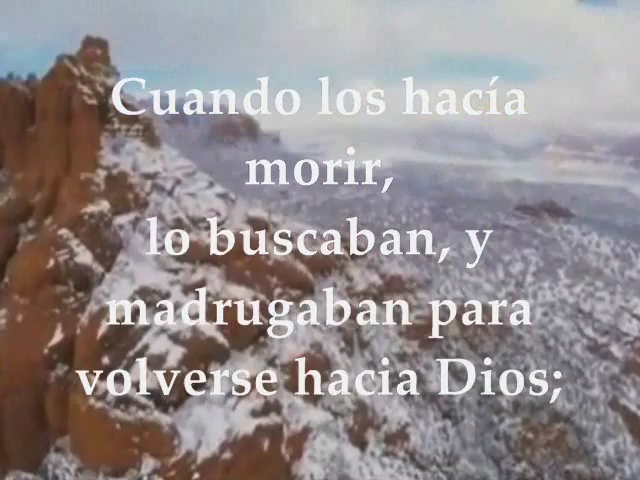 Cuando los hacía
morir,
lo buscaban, y
madrugaban para
volverse hacia Dios;